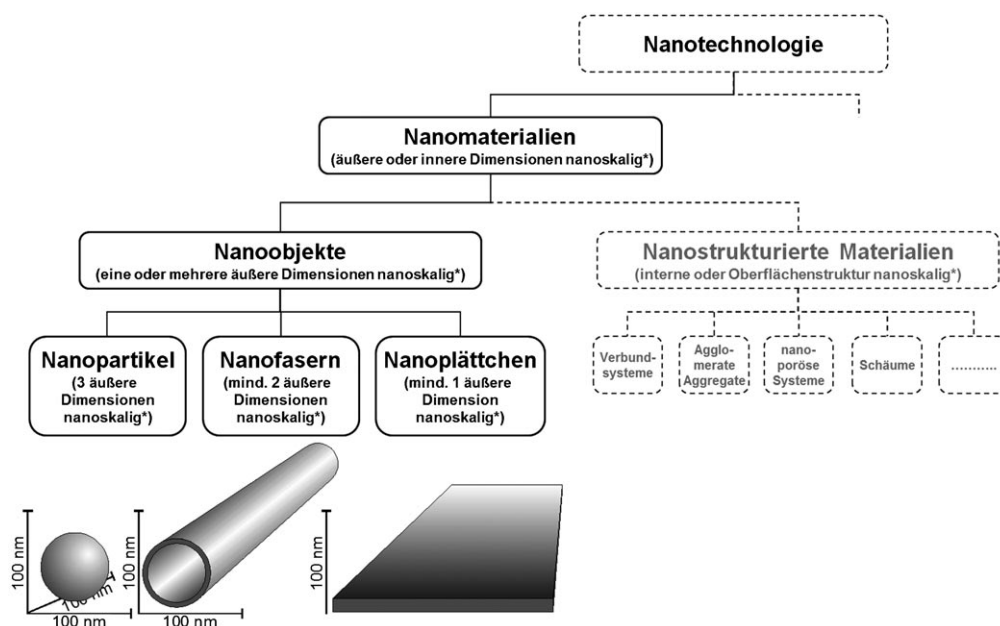 Nanotechnologie
Nanomaterialien
(äußere oder innere Dimensionen nanoskalig*)
Nanoobjekte
(eine oder mehrere äußere Dimensionen nanoskalig*)
Nanostrukturierte Materialien
(interne oder Oberflächenstruktur nanoskalig*)
Nanopartikel
(3 äußere
Dimensionen
nanoskalig*)
Nanofasern
(mind. 2 äußere
Dimensionen
nanoskalig*)
Nanoplättchen
(mind. 1 äußere
Dimension
nanoskalig*)
Verbund-
systeme
Agglo-
merate
Aggregate
nano-
poröse
Systeme
Schäume
...........
100 nm
100 nm
100 nm
100 nm
100 nm
100 nm